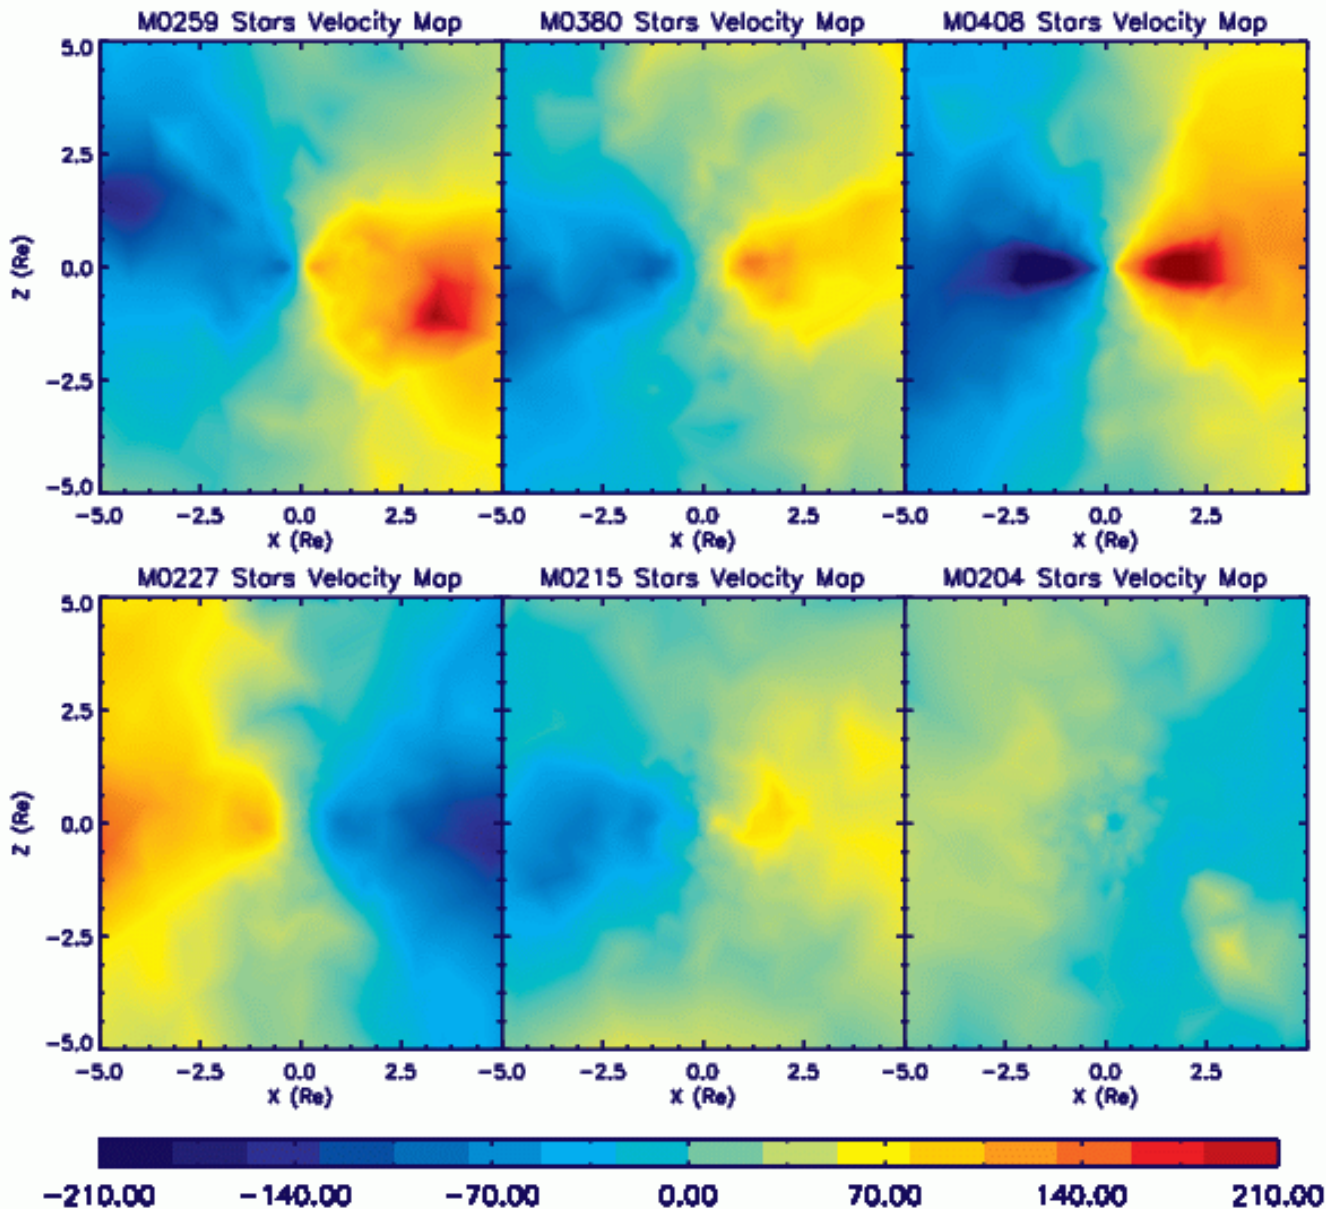 M0259 Stars Velocity Map M0380 Stars Velocity Map M0408 Stars Velocity Map
5.0
2.5
0.0
−2.5
−5.0
Z (Re)
−5.0 −2.5 0.0 2.5 −5.0 −2.5 0.0 2.5 −5.0 −2.5 0.0 2.5
X (Re) X (Re) X (Re)
M0227 Stars Velocity Map M0215 Stars Velocity Map M0204 Stars Velocity Map
5.0
2.5
0.0
−2.5
−5.0
Z (Re)
−5.0 −2.5 0.0 2.5 −5.0 −2.5 0.0 2.5 −5.0 −2.5 0.0 2.5
X (Re) X (Re) X (Re)
−210.00 −140.00 −70.00 0.00 70.00 140.00 210.00